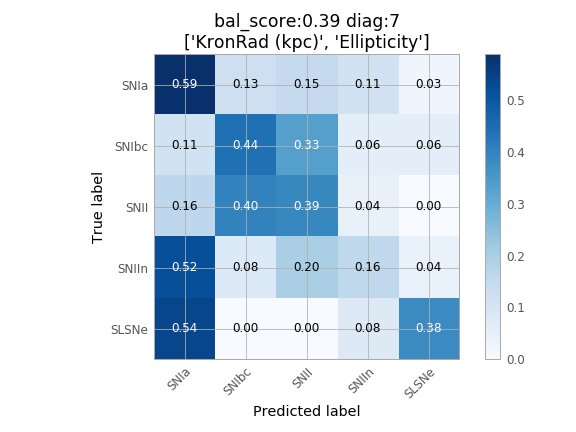 bal_score:0.39 diag:7
['KronRad (kpc)', 'Ellipticity']
SNIa 0.59 0.13 0.15 0.11 0.03
SNIbc 0.11 0.44 0.33 0.06 0.06
SNII 0.16 0.40 0.39 0.04 0.00
SNIIn 0.52 0.08 0.20 0.16 0.04
SLSNe 0.54 0.00 0.00 0.08 0.38
True label
SNIa SNIbc SNII SNIIn SLSNe
Predicted label
0.5
0.4
0.3
0.2
0.1
0.0